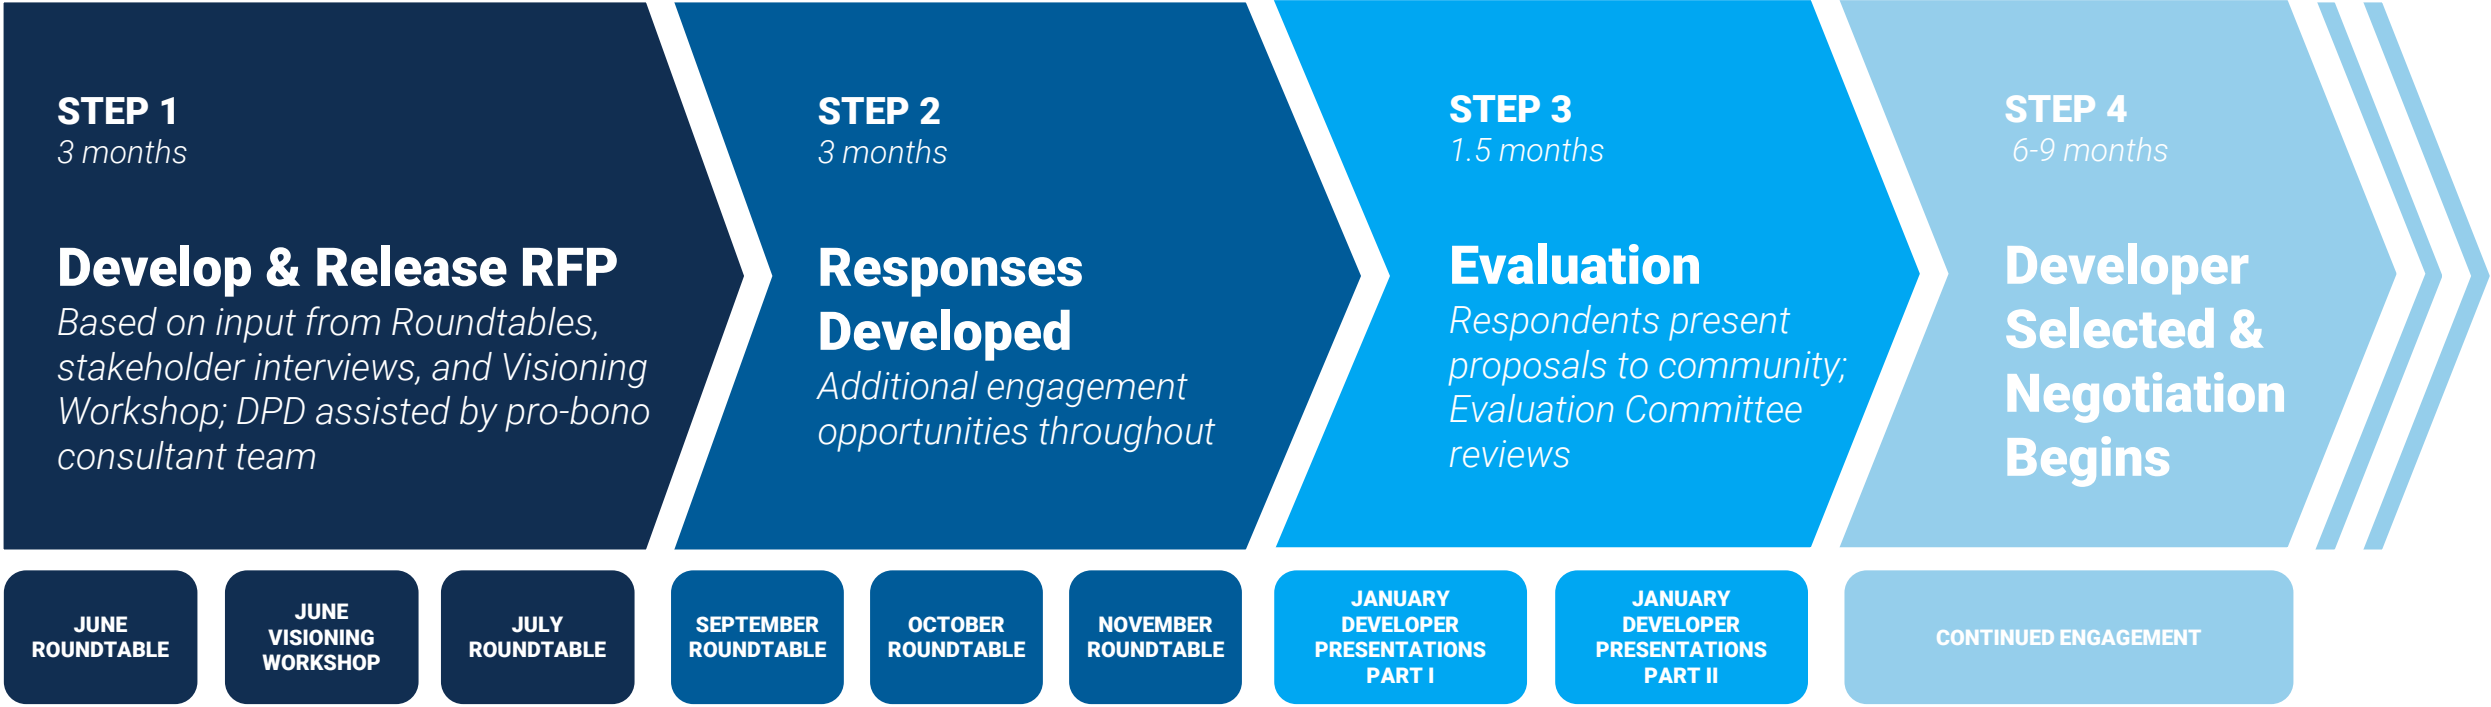 STEP 1
3 months
Develop & Release RFP
Based on input from Roundtables,
stakeholder interviews, and Visioning
Workshop; DPD assisted by pro-bono
consultant team
STEP 2
3 months
Responses
Developed
Additional engagement
opportunities throughout
STEP 3
1.5 months
Evaluation
Respondents present
proposals to community;
Evaluation Committee
reviews
STEP 4
6-9 months
Developer
Selected &
Negotiation
Begins
JUNE
ROUNDTABLE
JUNE
VISIONING
WORKSHOP
JULY
ROUNDTABLE
SEPTEMBER
ROUNDTABLE
OCTOBER
ROUNDTABLE
NOVEMBER
ROUNDTABLE
JANUARY
DEVELOPER
PRESENTATIONS
PART I
JANUARY
DEVELOPER
PRESENTATIONS
PART II
CONTINUED ENGAGEMENT